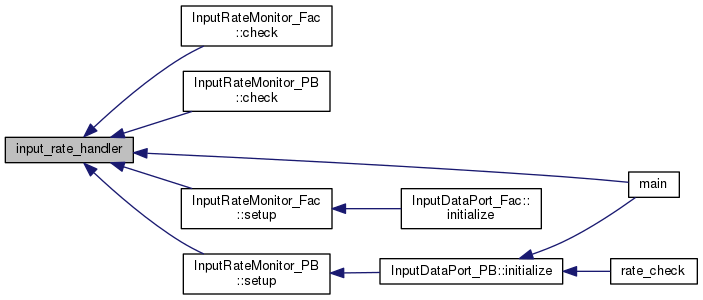 InputRateMonitor_Fac
::check
InputRateMonitor_PB
::check
input_rate_handler
main
InputRateMonitor_Fac
::setup
InputDataPort_Fac::
initialize
InputRateMonitor_PB
::setup
InputDataPort_PB::initialize
rate_check